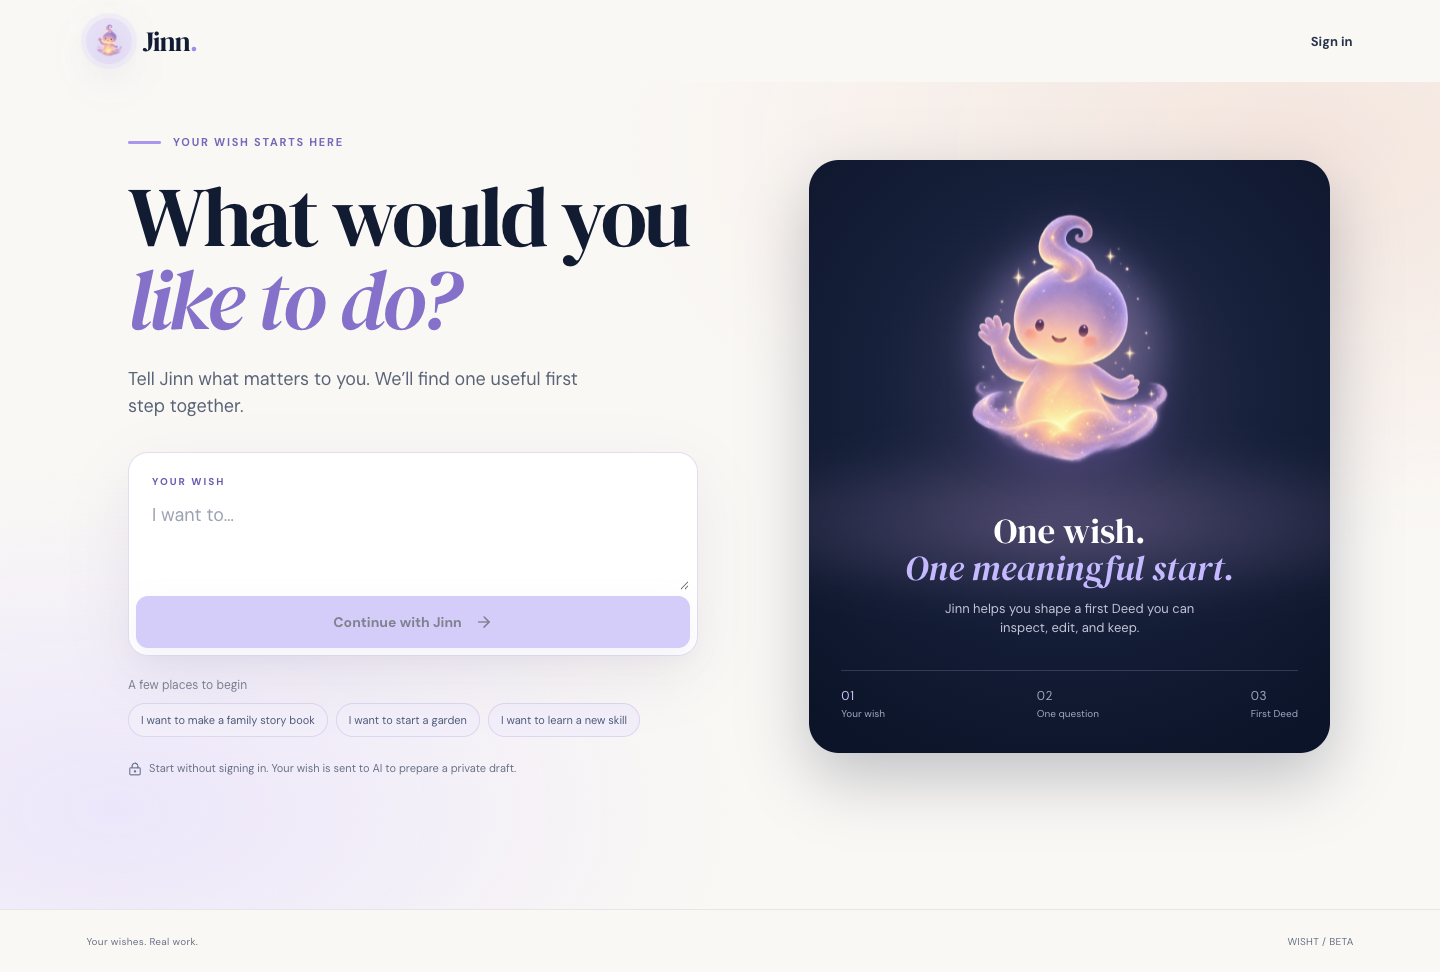 Jinn.
Sign in
YOUR WISH STARTS HERE
What would you
like to do?
Tell Jinn what matters to you. We’ll find one useful first
step together.
YOUR WISH
I want to...
Continue with Jinn →
A few places to begin
I want to make a family story book
I want to start a garden
I want to learn a new skill
Start without signing in. Your wish is sent to AI to prepare a private draft.
One wish.
One meaningful start.
Jinn helps you shape a first Deed you can
inspect, edit, and keep.
01
Your wish
02
One question
03
First Deed
Your wishes. Real work.
WISHT / BETA